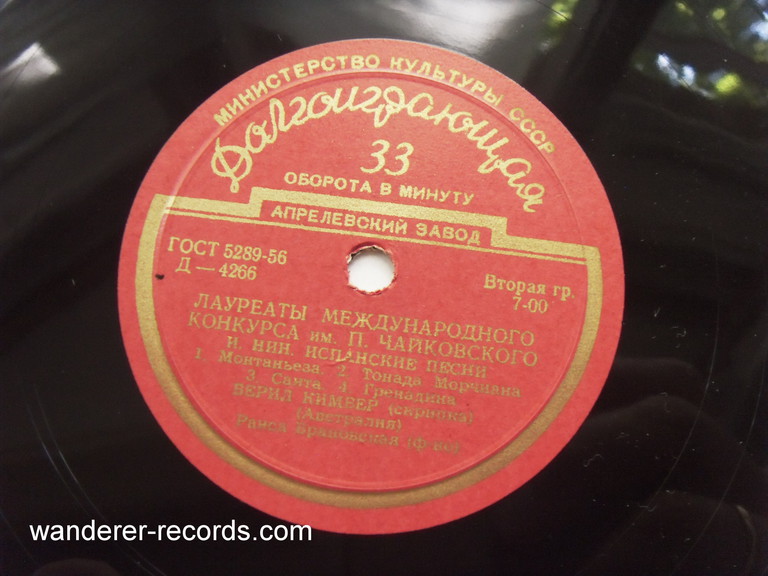 МИНИСТЕРСТВО КУЛЬТУРЫ СССР
Долгоиграющая
33
ОБОРОТА В МИНУТУ
АПРЕЛЕВСКИЙ ЗАВОД
ГОСТ 5289-56
Д — 4266
Вторая гр.
7-00
ЛАУРЕАТЫ МЕЖДУНАРОДНОГО
КОНКУРСА им. П. ЧАЙКОВСКОГО
И. НИН. ИСПАНСКИЕ ПЕСНИ
1. Монтаньеза. 2. Тонада Мурциана
3. Саэта. 4. Гренадина
БЕРИЛ КИМБЕР (скрипка)
(Австралия)
Раиса Брановская (ф-но)
wanderer-records.com